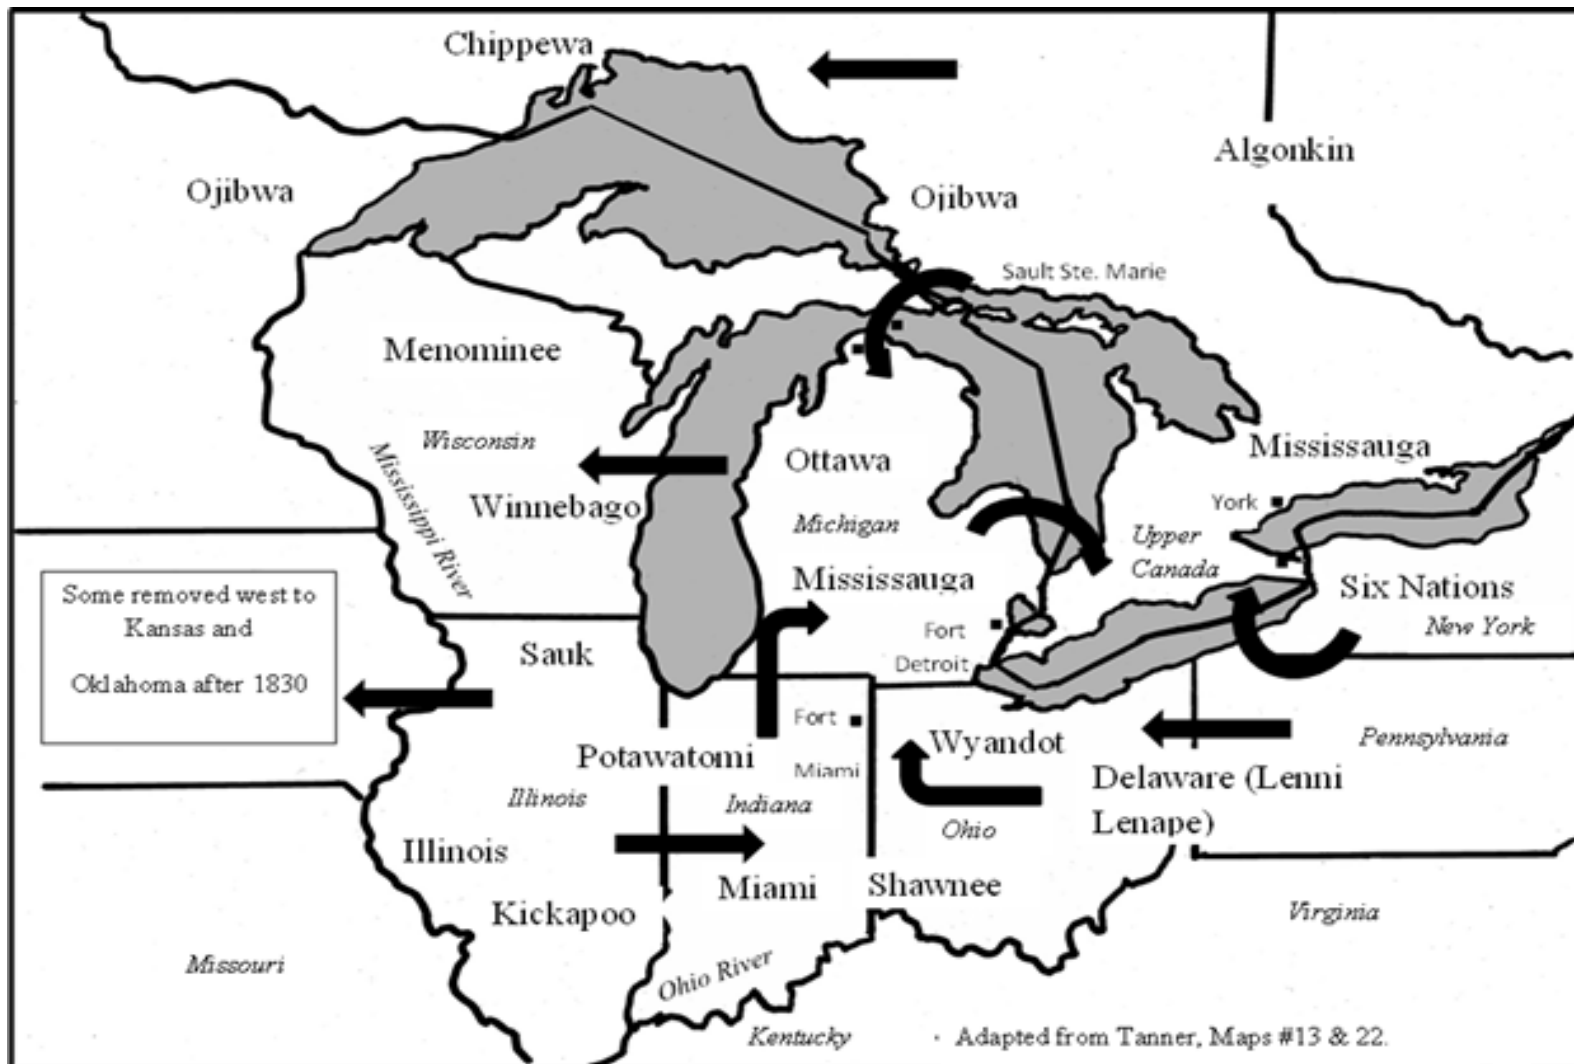 Chippewa
Algonkin
Ojibwa
Ojibwa
Sault Ste. Marie
Menominee
Wisconsin
Mississippi River
Winnebago
Ottawa
Michigan
Mississauga
Mississauga
York
Upper
Canada
Six Nations
New York
Some removed west to
Kansas and
Oklahoma after 1830
Sauk
Fort
Detroit
Potawatomi
Fort
Miami
Wyandot
Pennsylvania
Delaware (Lenni
Lenape)
Illinois
Indiana
Ohio
Illinois
Miami
Shawnee
Kickapoo
Virginia
Missouri
Ohio River
Kentucky
· Adapted from Tanner, Maps #13 & 22.